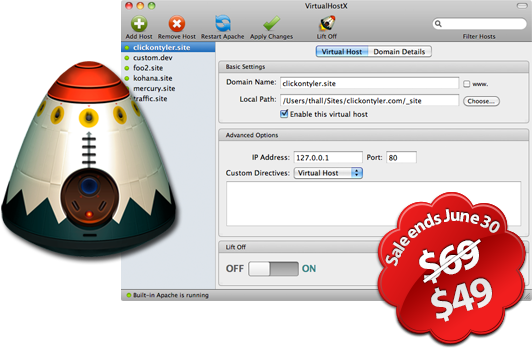 VirtualHostX
Add Host Remove Host Restart Apache Apply Changes Lift Off Filter Hosts
clickontyler.site
custom.dev
foo2.site
kohana.site
mercury.site
traffic.site
Virtual Host Domain Details
Basic Settings
Domain Name: clickontyler.site www.
Local Path: /Users/thall/Sites/clickontyler.com/_site Choose...
Enable this virtual host
Advanced Options
IP Address: 127.0.0.1 Port: 80
Custom Directives: Virtual Host
Lift Off
OFF ON
Built-in Apache is running
Sale ends June 30
$69
$49